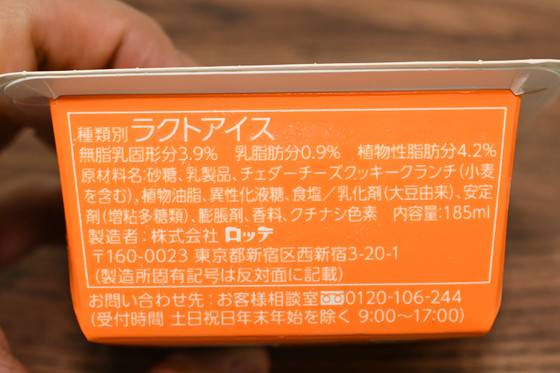 種類別 ラクトアイス
無脂乳固形分3.9% 乳脂肪分0.9% 植物性脂肪分4.2%
原材料名:砂糖、乳製品、チェダーチーズクッキークランチ(小麦
を含む)、植物油脂、異性化液糖、食塩/乳化剤(大豆由来)、安定
剤(増粘多糖類)、膨脹剤、香料、クチナシ色素 内容量:185ml
製造者:株式会社 ロッテ
〒160-0023 東京都新宿区西新宿3-20-1
(製造所固有記号は反対面に記載)
お問い合わせ先:お客様相談室 0120-106-244
(受付時間 土日祝日年末年始を除く 9:00〜17:00)